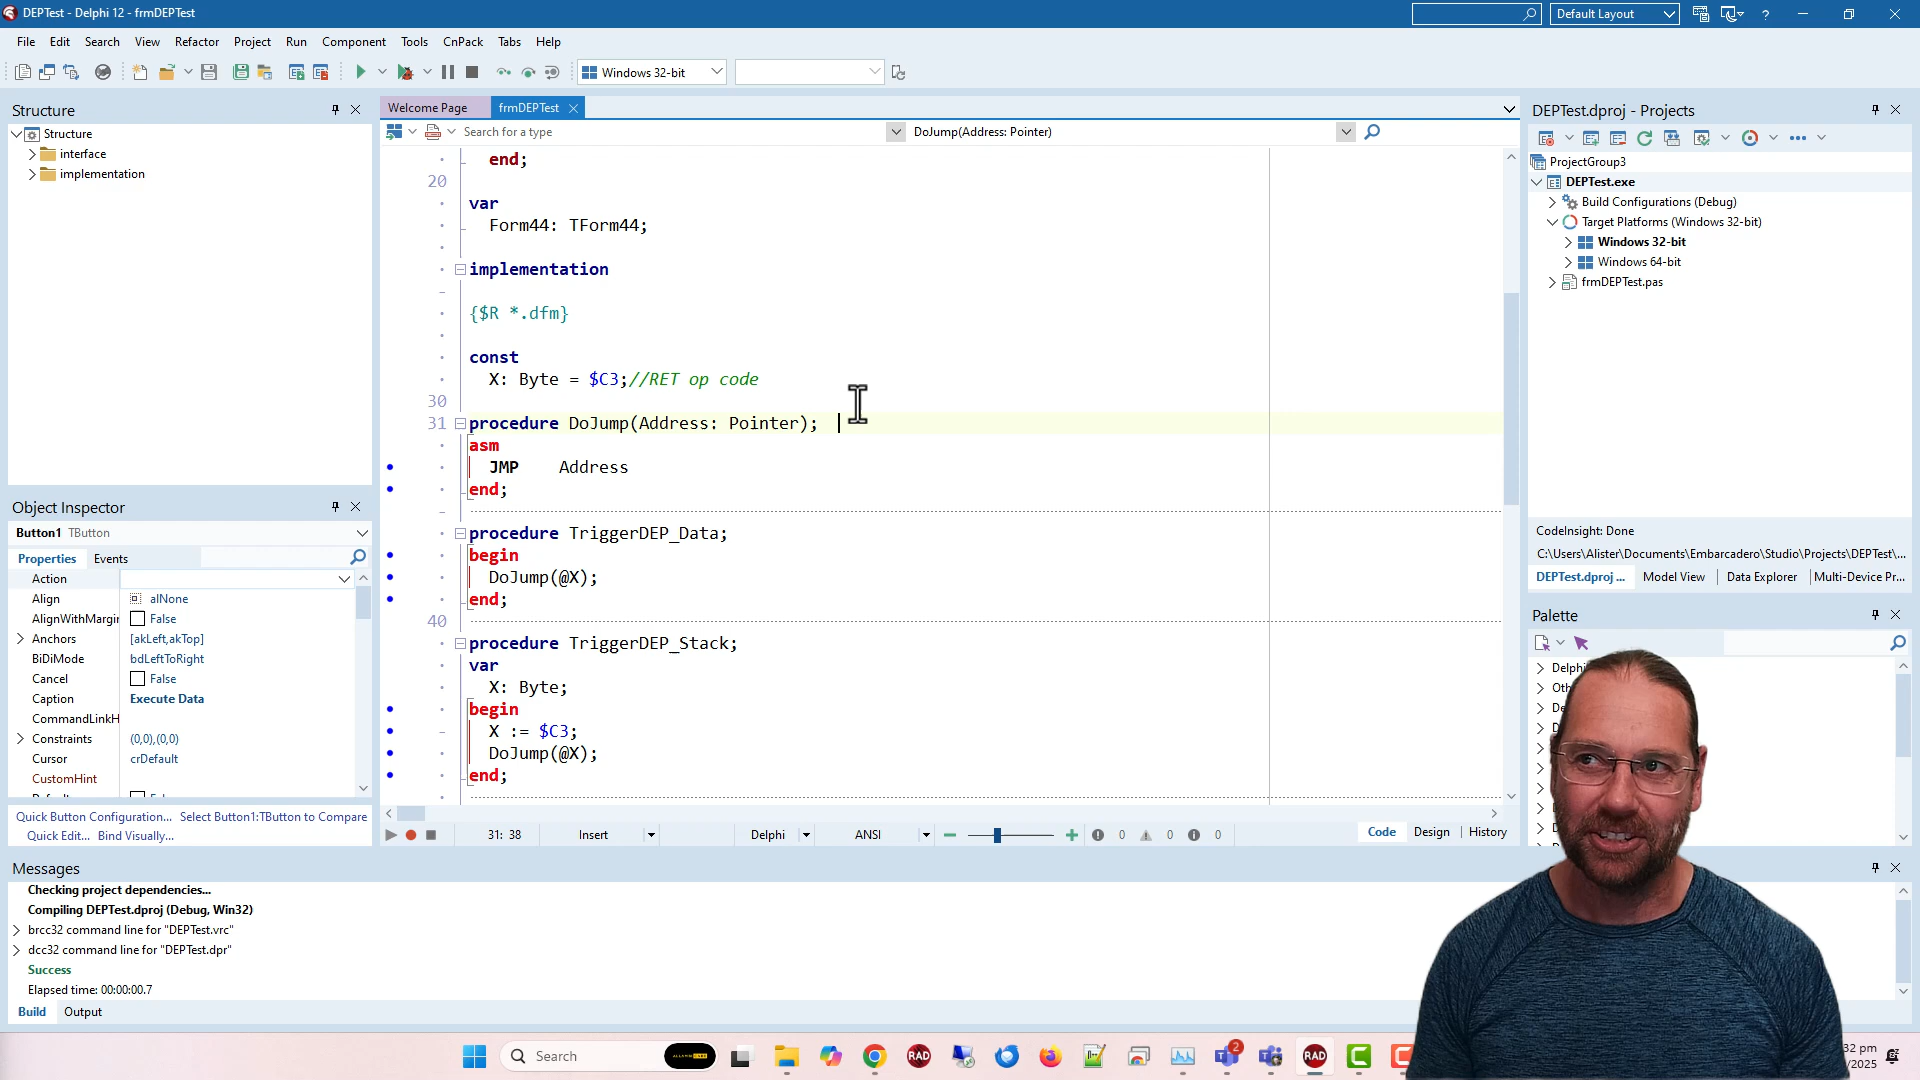 DEPTest - Delphi 12 - frmDEPTest
Default Layout
File Edit Search View Refactor Project Run Component Tools CnPack Tabs Help
Windows 32-bit
Structure
Structure
interface
implementation
Object Inspector
Button1 TButton
Properties Events
Action
Align alNone
AlignWithMargi False
Anchors [akLeft,akTop]
BiDiMode bdLeftToRight
Cancel False
Caption Execute Data
CommandLinkH
Constraints (0,0),(0,0)
Cursor crDefault
CustomHint
Quick Button Configuration... Select Button1:TButton to Compare
Quick Edit... Bind Visually...
Welcome Page frmDEPTest
Search for a type DoJump(Address: Pointer)
end;
20
var
Form44: TForm44;
implementation
{$R *.dfm}
const
X: Byte = $C3;//RET op code
30
31 procedure DoJump(Address: Pointer);
asm
JMP Address
end;
procedure TriggerDEP_Data;
begin
DoJump(@X);
end;
40
procedure TriggerDEP_Stack;
var
X: Byte;
begin
X := $C3;
DoJump(@X);
end;
31: 38 Insert Delphi ANSI 0 0 0 Code Design History
DEPTest.dproj - Projects
ProjectGroup3
DEPTest.exe
Build Configurations (Debug)
Target Platforms (Windows 32-bit)
Windows 32-bit
Windows 64-bit
frmDEPTest.pas
CodeInsight: Done
C:\Users\Alister\Documents\Embarcadero\Studio\Projects\DEPTest\...
DEPTest.dproj ... Model View Data Explorer Multi-Device Pr...
Palette
Delphi
Messages
Checking project dependencies...
Compiling DEPTest.dproj (Debug, Win32)
brcc32 command line for "DEPTest.vrc"
dcc32 command line for "DEPTest.dpr"
Success
Elapsed time: 00:00:00.7
Build Output
Search
RAD
2
RAD
32 pm
/2025